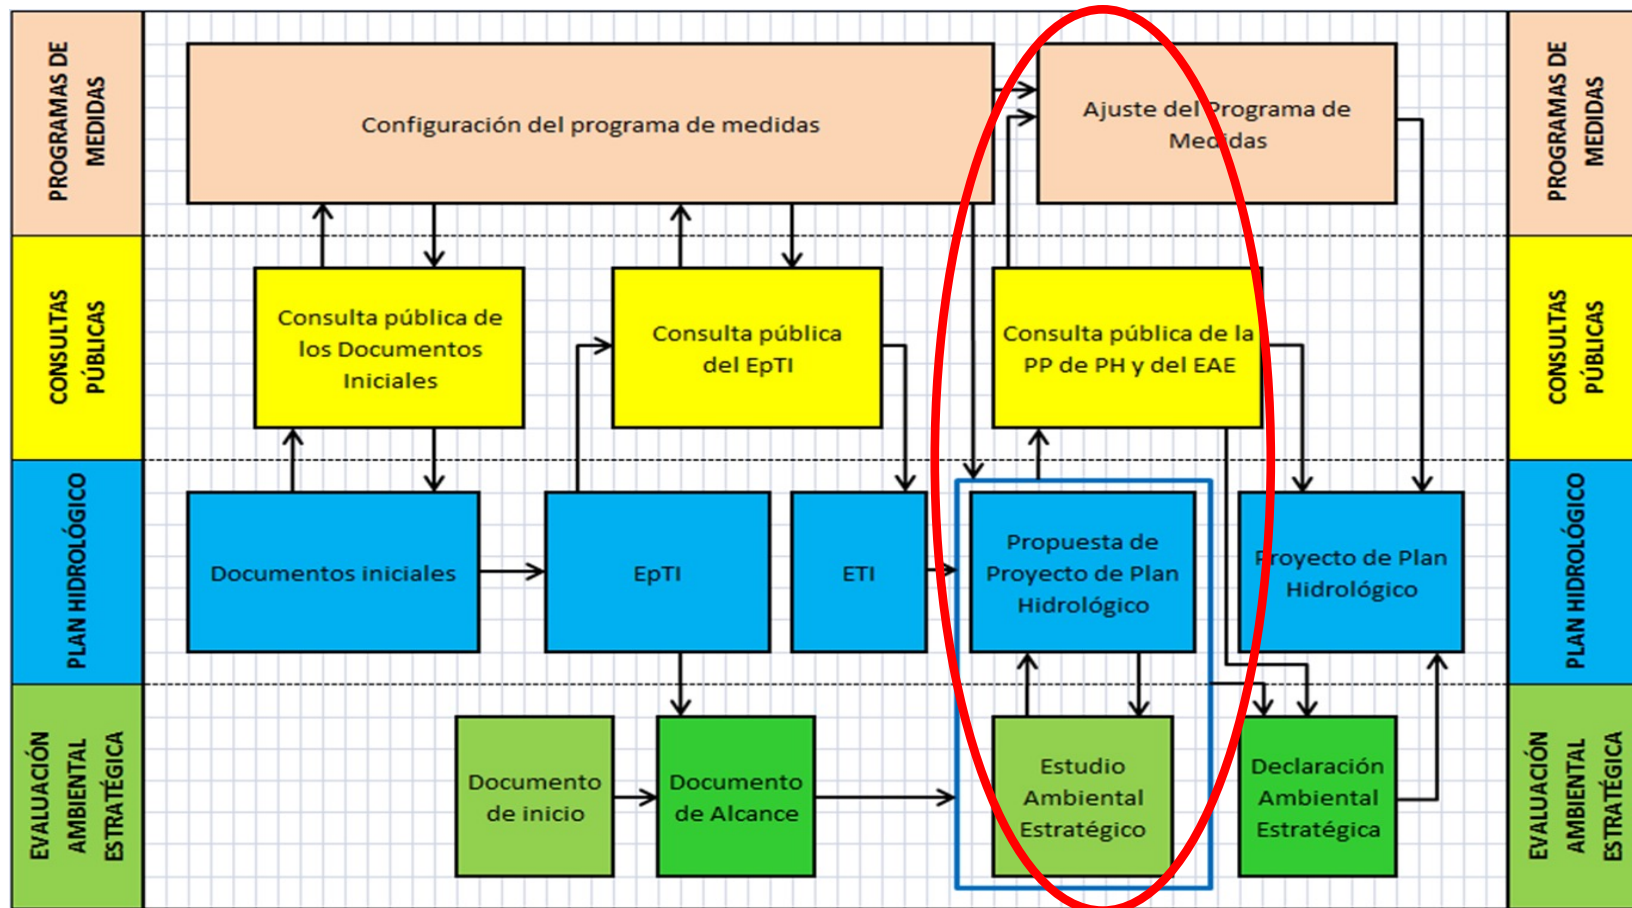 PROGRAMAS DE
MEDIDAS
Configuración del programa de medidas
Ajuste del Programa de
Medidas
PROGRAMAS DE
MEDIDAS
CONSULTAS
PÚBLICAS
Consulta pública de
los Documentos
Iniciales
Consulta pública
del EpTI
Consulta pública de la
PP de PH y del EAE
CONSULTAS
PÚBLICAS
PLAN HIDROLÓGICO
Documentos iniciales
EpTI
ETI
Propuesta de
Proyecto de Plan
Hidrológico
Proyecto de Plan
Hidrológico
PLAN HIDROLÓGICO
EVALUACIÓN
AMBIENTAL
ESTRATÉGICA
Documento
de inicio
Documento
de Alcance
Estudio
Ambiental
Estratégico
Declaración
Ambiental
Estratégica
EVALUACIÓN
AMBIENTAL
ESTRATÉGICA